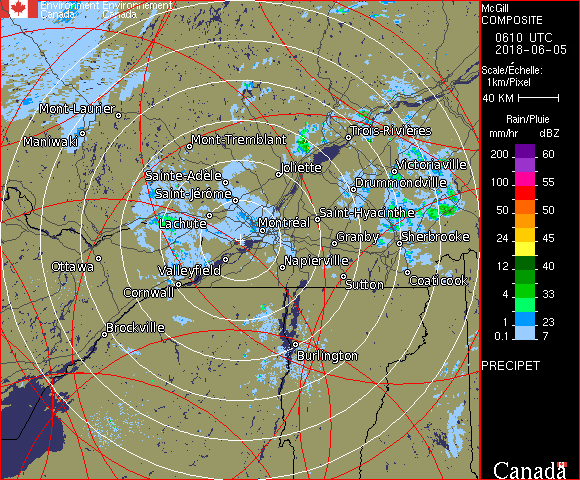 Environment Environnement
Canada Canada
McGill
COMPOSITE
0610 UTC
2018-06-05
Scale/Échelle:
1km/Pixel
40 KM
Rain/Pluie
mm/hr dBZ
200 60
100 55
50 50
24 45
12 40
4 33
1 23
0.1 7
PRECIPET
Canada
Mont-Laurier
Maniwaki
Mont-Tremblant
Trois-Rivières
Joliette
Victoriaville
Sainte-Adèle
Drummondville
Saint-Jérôme
Lachute
Montréal
Saint-Hyacinthe
Granby
Sherbrooke
Ottawa
Valleyfield
Napierville
Cornwall
Sutton
Coaticook
Brockville
Burlington